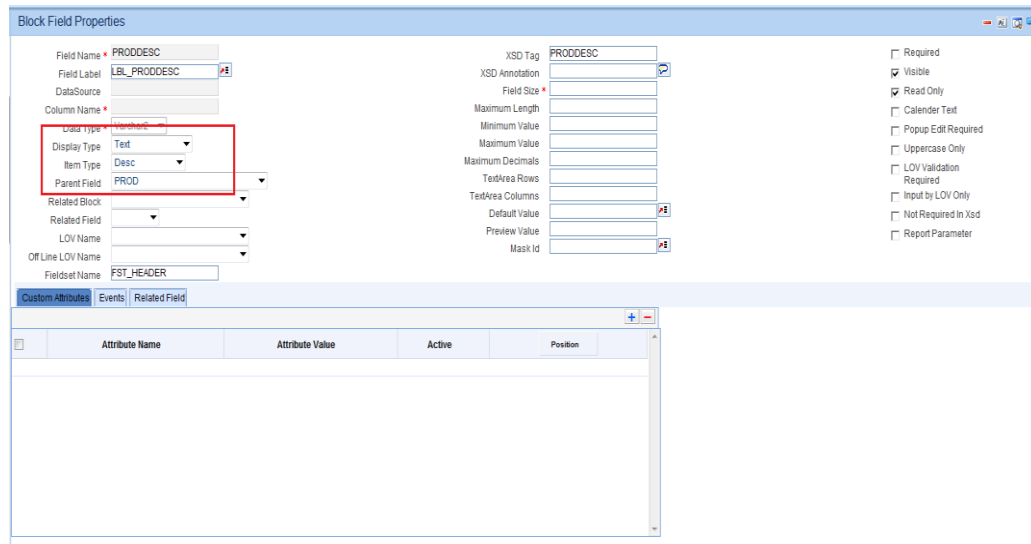 Block Field Properties
Field Name * PRODDESC
Field Label LBL_PRODDESC
DataSource
Column Name *
Data Type * Varchar2
Display Type Text
Item Type Desc
Parent Field PROD
Related Block
Related Field
LOV Name
Off Line LOV Name
Fieldset Name FST_HEADER
XSD Tag PRODDESC
XSD Annotation
Field Size *
Maximum Length
Minimum Value
Maximum Value
Maximum Decimals
TextArea Rows
TextArea Columns
Default Value
Preview Value
Mask Id
Required
Visible
Read Only
Calender Text
Popup Edit Required
Uppercase Only
LOV Validation
Required
Input by LOV Only
Not Required In Xsd
Report Parameter
Custom Attributes Events Related Field
Attribute Name Attribute Value Active Position